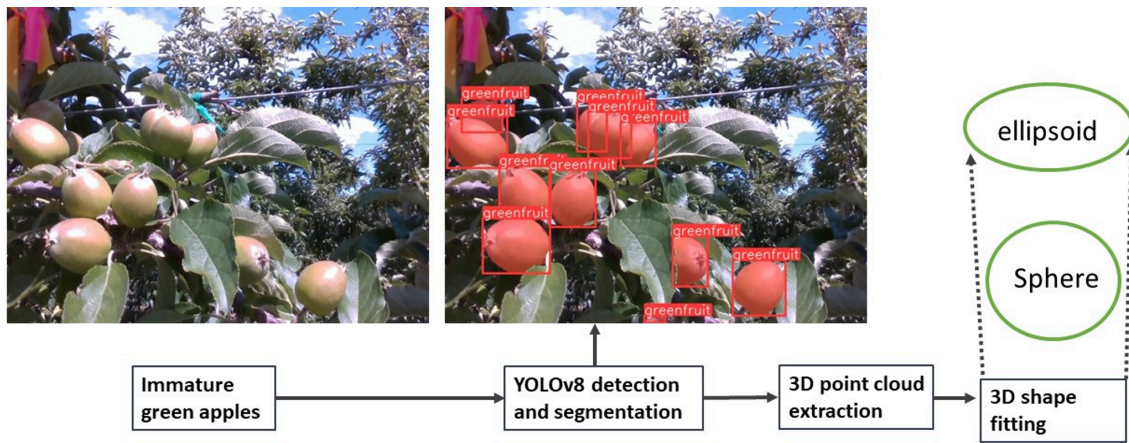 greenfruit
greenfruit
greenfruit
greenfruit
greenfruit
greenfruit
greenfruit
greenfruit
greenfruit
greenfruit
greenfruit
ellipsoid
Sphere
Immature
green apples
YOLOv8 detection
and segmentation
3D point cloud
extraction
3D shape
fitting